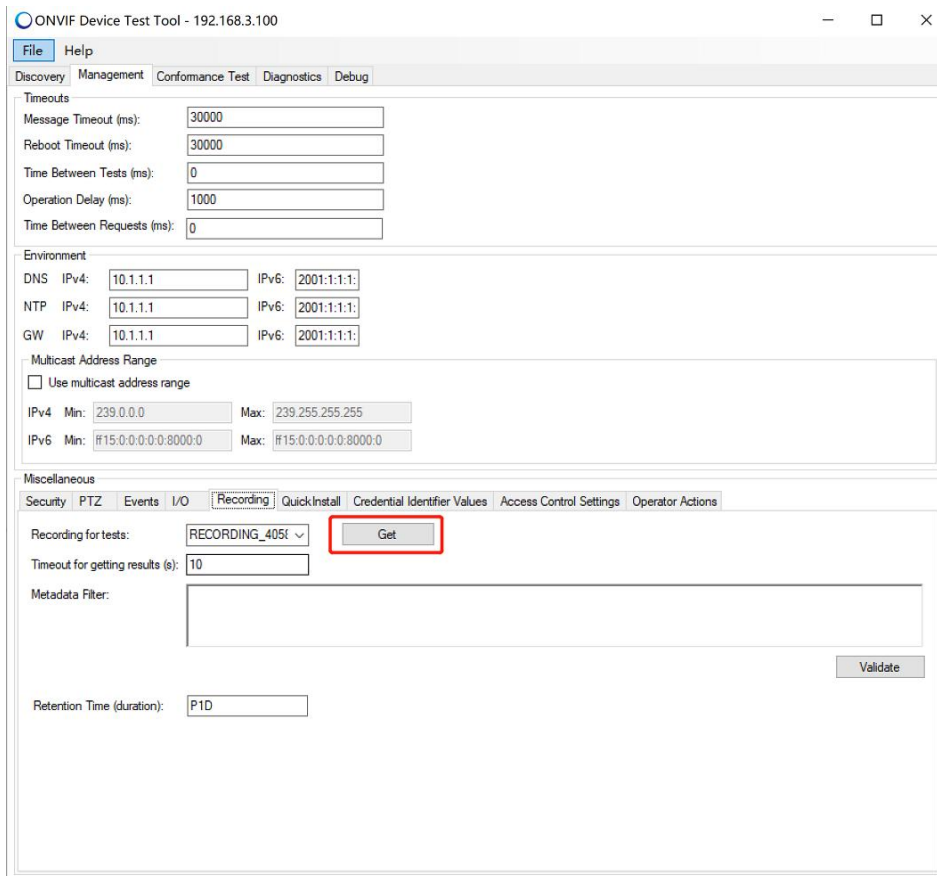 ONVIF Device Test Tool - 192.168.3.100
File Help
Discovery Management Conformance Test Diagnostics Debug
Timeouts
Message Timeout (ms): 30000
Reboot Timeout (ms): 30000
Time Between Tests (ms): 0
Operation Delay (ms): 1000
Time Between Requests (ms): 0
Environment
DNS IPv4: 10.1.1.1 IPv6: 2001:1:1:1:
NTP IPv4: 10.1.1.1 IPv6: 2001:1:1:1:
GW IPv4: 10.1.1.1 IPv6: 2001:1:1:1:
Multicast Address Range
Use multicast address range
IPv4 Min: 239.0.0.0 Max: 239.255.255.255
IPv6 Min: ff15:0:0:0:0:0:8000:0 Max: ff15:0:0:0:0:0:8000:0
Miscellaneous
Security PTZ Events I/O Recording QuickInstall Credential Identifier Values Access Control Settings Operator Actions
Recording for tests: RECORDING_405 Get
Timeout for getting results (s): 10
Metadata Filter:
Validate
Retention Time (duration): P1D